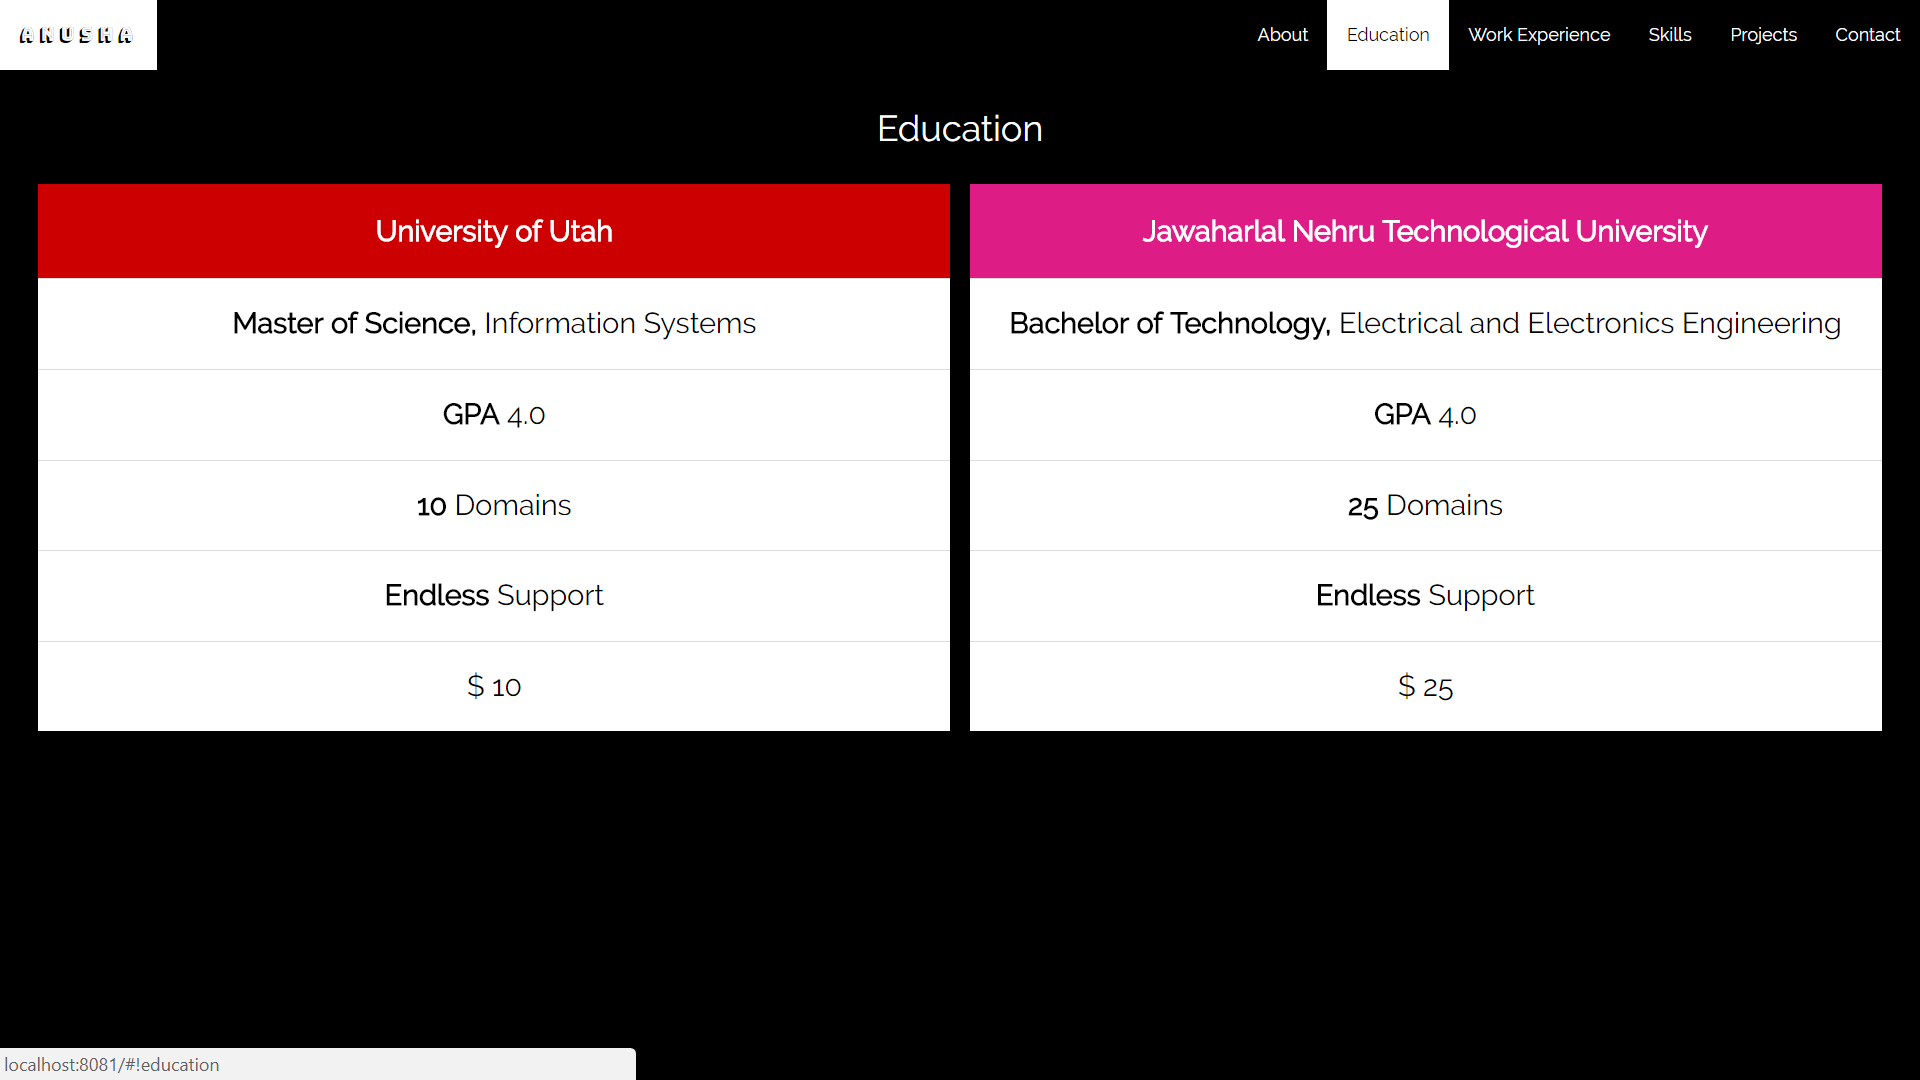 ANUSHA
About
Education
Work Experience
Skills
Projects
Contact
Education
University of Utah
Master of Science, Information Systems
GPA 4.0
10 Domains
Endless Support
$ 10
Jawaharlal Nehru Technological University
Bachelor of Technology, Electrical and Electronics Engineering
GPA 4.0
25 Domains
Endless Support
$ 25
localhost:8081/#!education